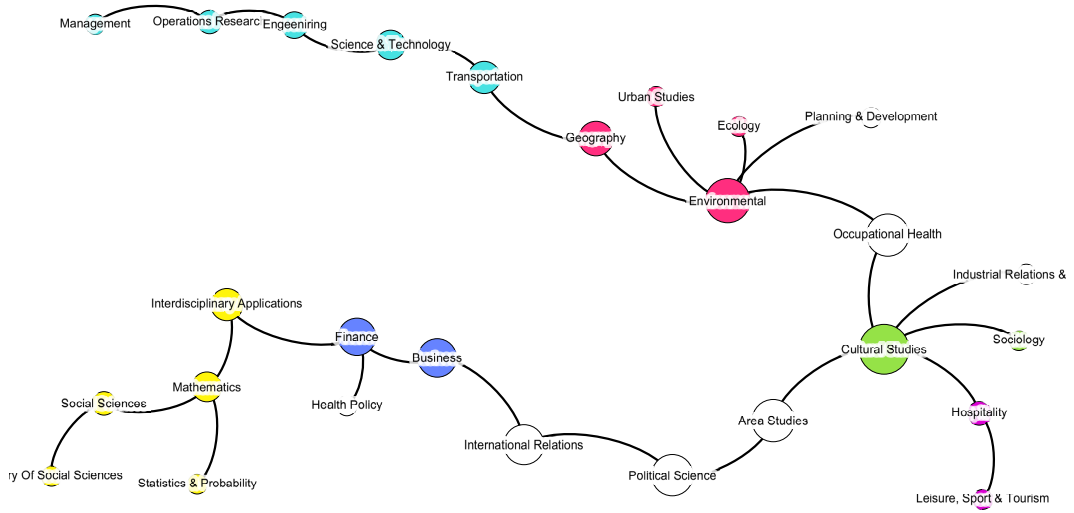 Management
Operations Researc
Engeeniring
Science & Technology
Transportation
Urban Studies
Geography
Ecology
Planning & Development
Environmental
Occupational Health
Industrial Relations &
Interdisciplinary Applications
Finance
Business
Cultural Studies
Sociology
Mathematics
Social Sciences
Health Policy
Hospitality
Area Studies
International Relations
Political Science
ry Of Social Sciences
Statistics & Probability
Leisure, Sport & Tourism